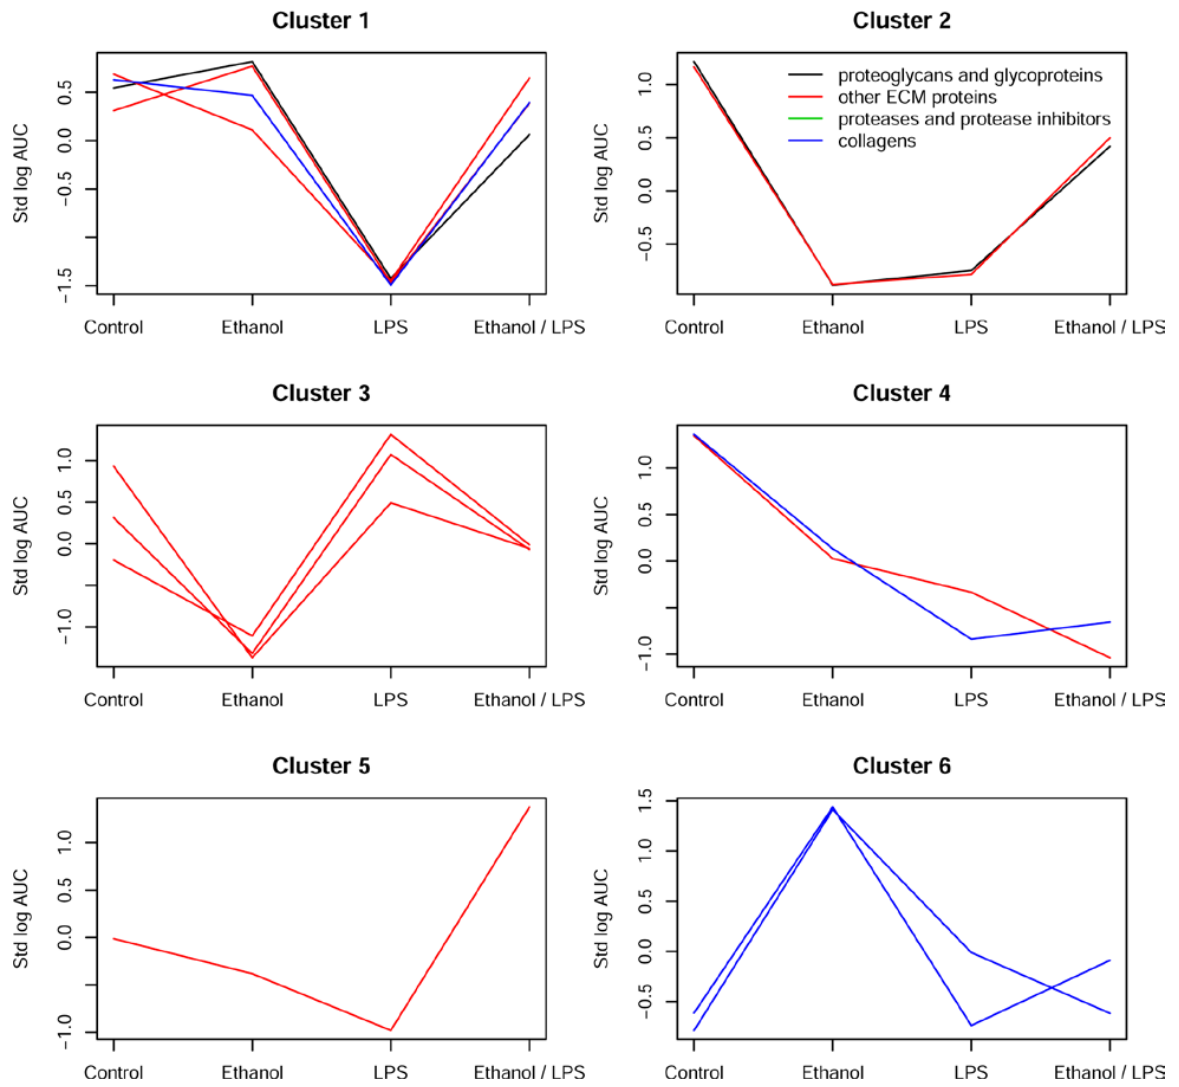 Cluster 1
Std log AUC
0.5
0.0
−0.5
−1.5
Control Ethanol LPS Ethanol / LPS
Cluster 2
Std log AUC
1.0
0.5
0.0
−0.5
proteoglycans and glycoproteins
other ECM proteins
proteases and protease inhibitors
collagens
Control Ethanol LPS Ethanol / LPS
Cluster 3
Std log AUC
1.0
0.5
0.0
−1.0
Control Ethanol LPS Ethanol / LPS
Cluster 4
Std log AUC
1.0
0.5
0.0
−1.0
Control Ethanol LPS Ethanol / LPS
Cluster 5
Std log AUC
1.0
0.5
0.0
−1.0
Control Ethanol LPS Ethanol / LPS
Cluster 6
Std log AUC
1.5
1.0
0.5
0.0
−0.5
Control Ethanol LPS Ethanol / LPS